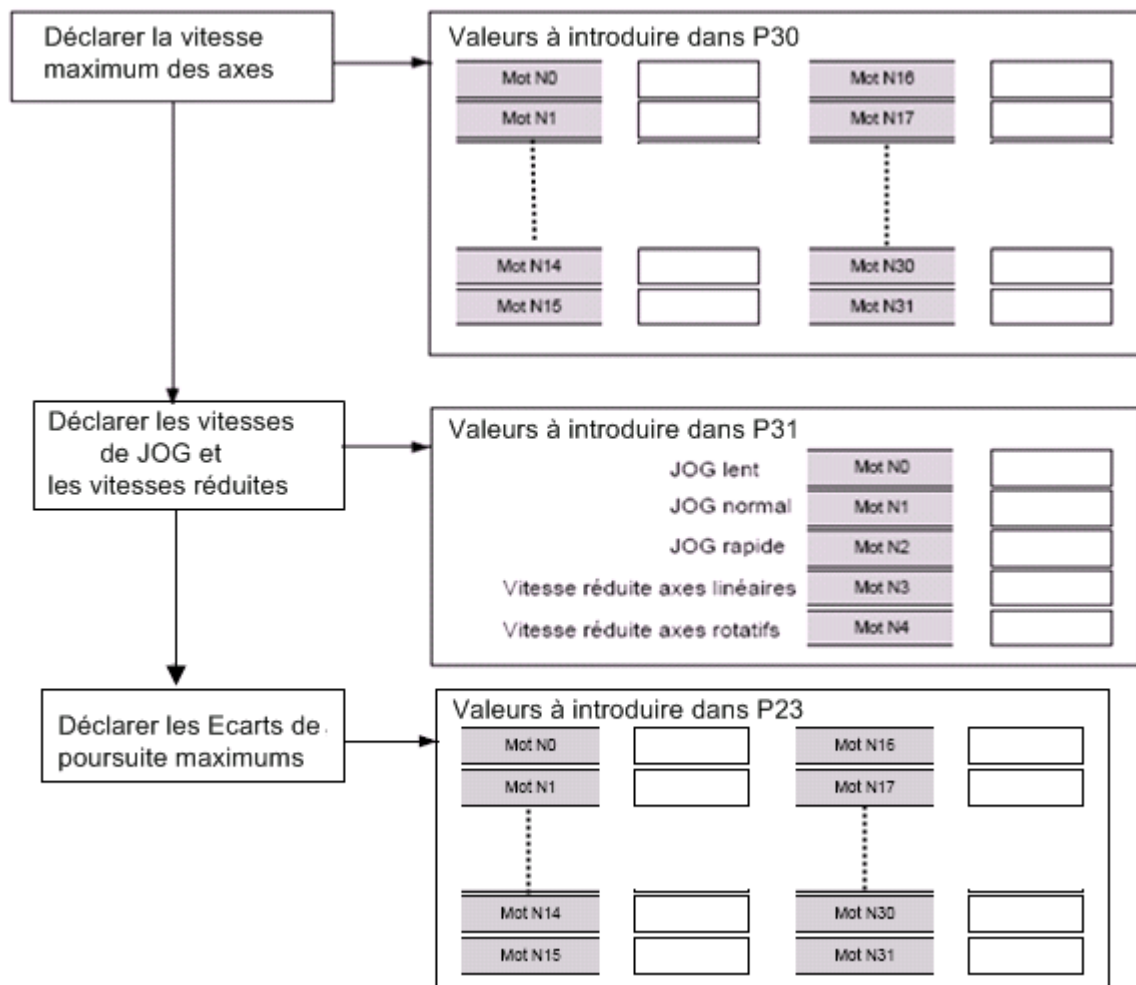 Déclarer la vitesse
maximum des axes
Valeurs à introduire dans P30
Mot N0
Mot N16
Mot N1
Mot N17
Mot N14
Mot N30
Mot N15
Mot N31
Déclarer les vitesses
de JOG et
les vitesses réduites
Valeurs à introduire dans P31
JOG lent
Mot N0
JOG normal
Mot N1
JOG rapide
Mot N2
Vitesse réduite axes linéaires
Mot N3
Vitesse réduite axes rotatifs
Mot N4
Déclarer les Ecarts de.
poursuite maximums
Valeurs à introduire dans P23
Mot N0
Mot N16
Mot N1
Mot N17
Mot N14
Mot N30
Mot N15
Mot N31